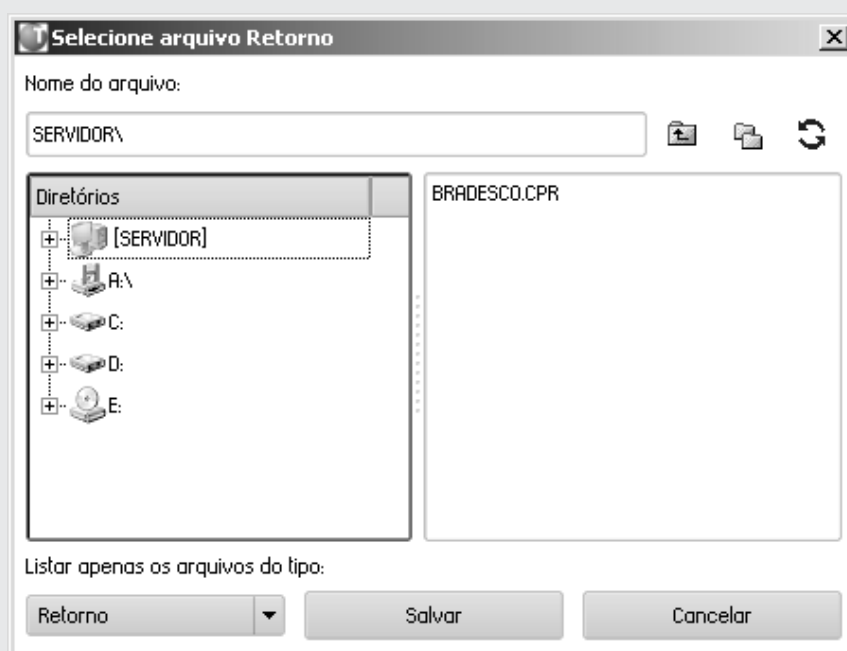 Selecione arquivo Retorno
Nome do arquivo:
SERVIDOR\
Diretórios
BRADESCO.CPR
[SERVIDOR]
A:\
C:
D:
E:
Listar apenas os arquivos do tipo:
Retorno Salvar Cancelar